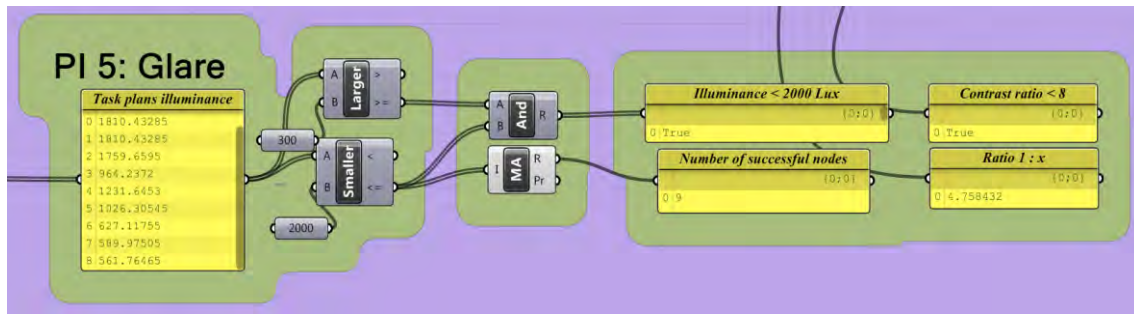 PI 5: Glare
Task plans illuminance
0 1810.43285
1 1810.43285
2 1759.6595
3 964.2372
4 1231.6453
5 1026.30545
6 627.11755
7 589.97505
8 561.76465
300
2000
A
B
Larger
>
>=
A
B
Smaller
<
<=
A
B
And
R
I
MA
R
Pr
Illuminance < 2000 Lux
{0;0}
0 True
Number of successful nodes
{0;0}
0 9
Contrast ratio < 8
{0;0}
0 True
Ratio 1 : x
{0;0}
0 4.758432